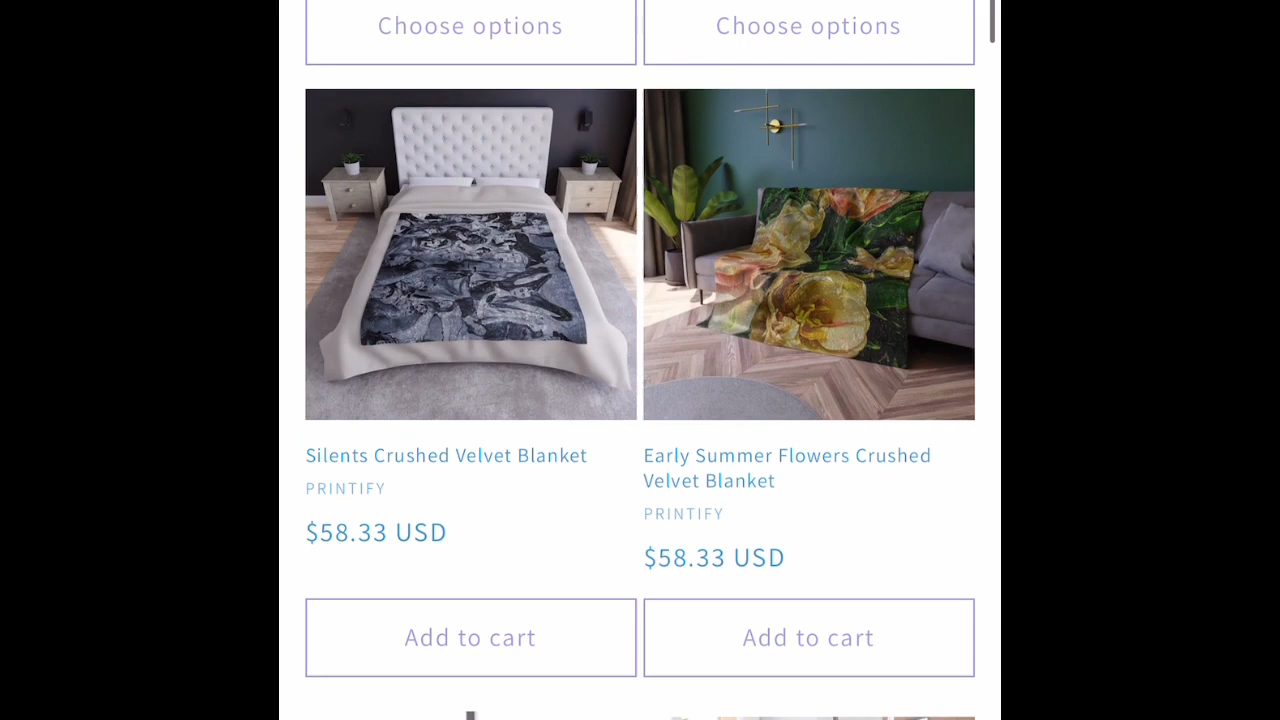 Choose options
Choose options
Silents Crushed Velvet Blanket
PRINTIFY
$58.33 USD
Early Summer Flowers Crushed
Velvet Blanket
PRINTIFY
$58.33 USD
Add to cart
Add to cart